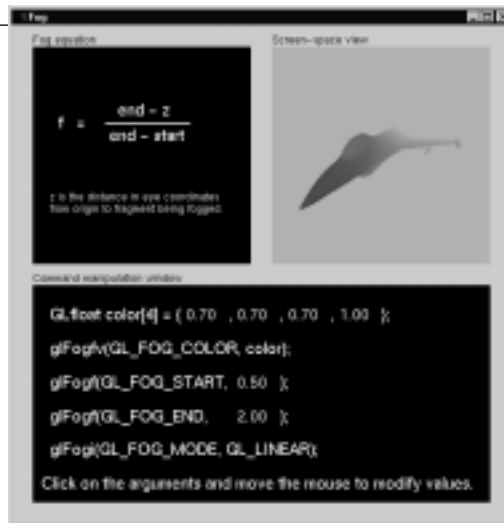 Fog
Fog equation
Screen-space view
f = end - z
end - start
z is the distance in eye coordinates
from origin to fragment being fogged.
Command manipulation window
GLfloat color[4] = { 0.70 , 0.70 , 0.70 , 1.00 };
glFogfv(GL_FOG_COLOR, color);
glFogf(GL_FOG_START, 0.50 );
glFogf(GL_FOG_END, 2.00 );
glFogi(GL_FOG_MODE, GL_LINEAR);
Click on the arguments and move the mouse to modify values.